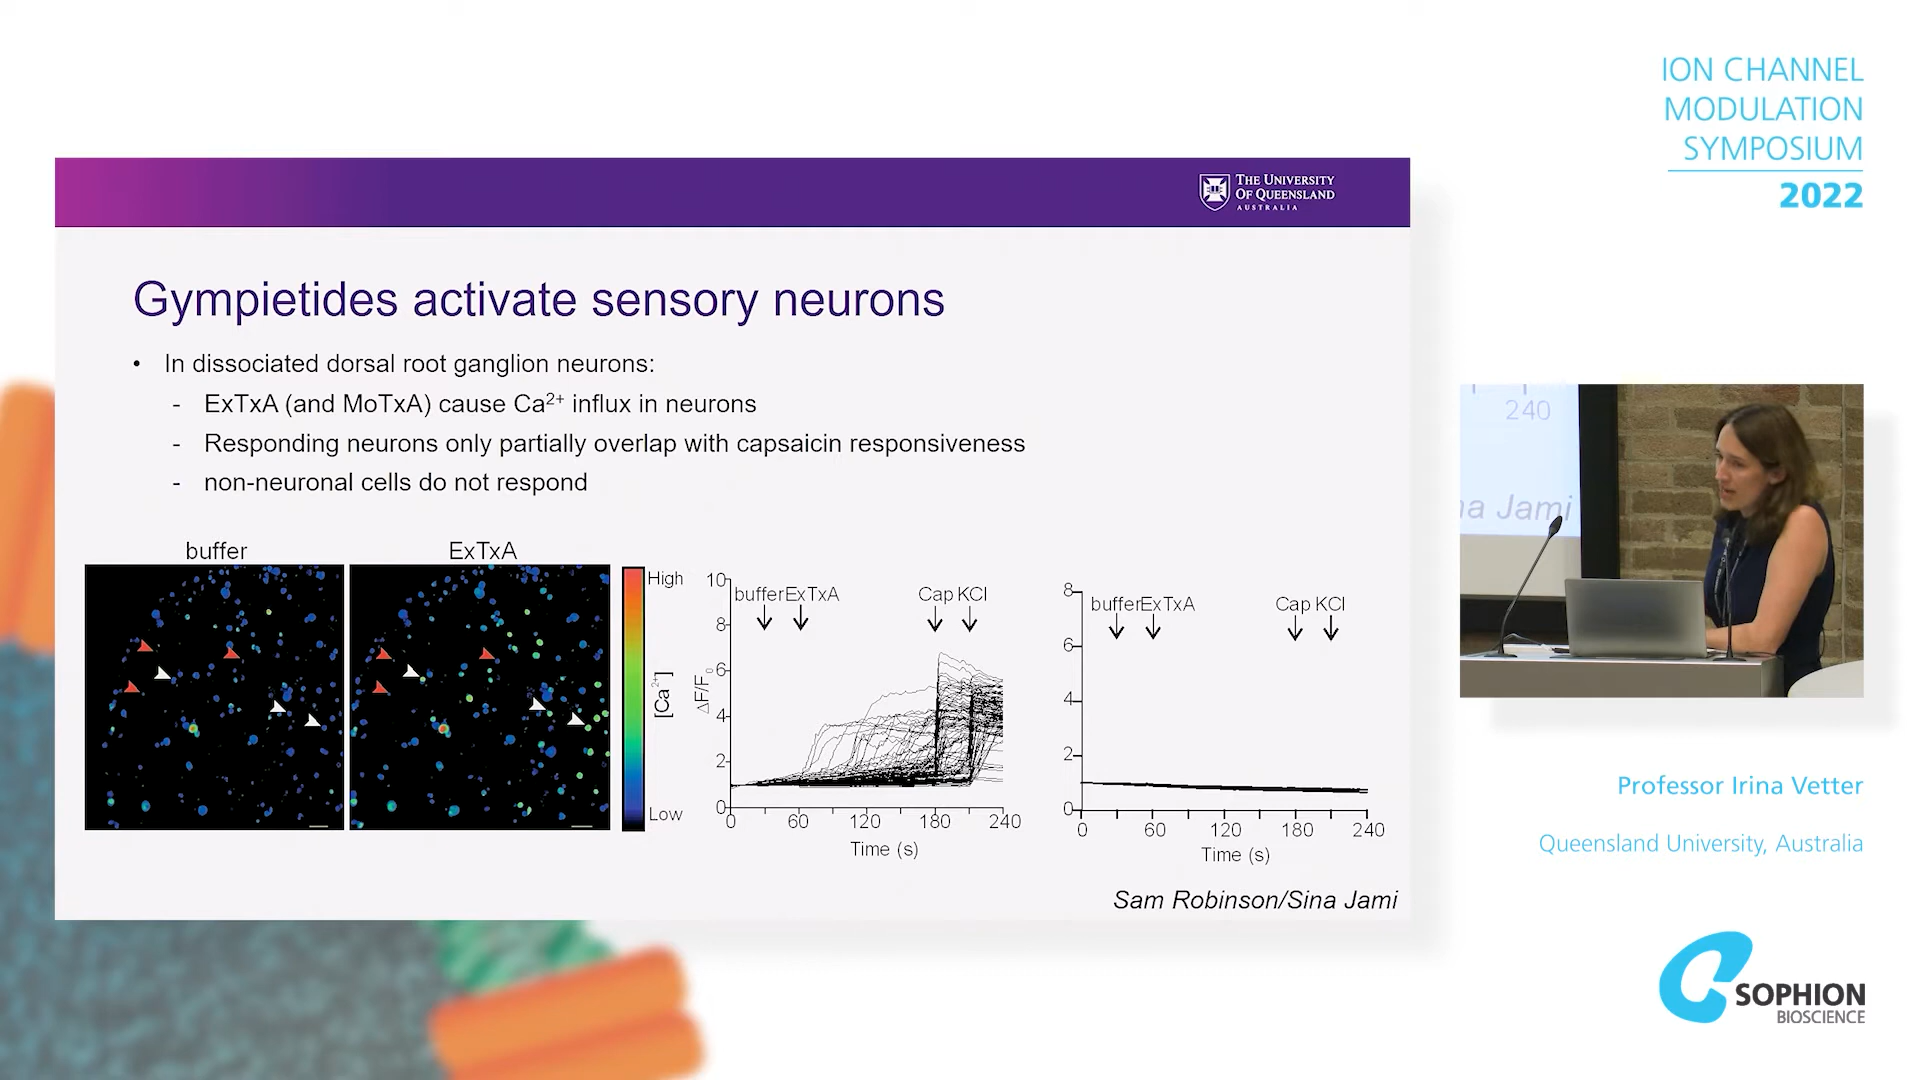 ION CHANNEL
MODULATION
SYMPOSIUM
2022
THE UNIVERSITY
OF QUEENSLAND
AUSTRALIA
Gympietides activate sensory neurons
• In dissociated dorsal root ganglion neurons:
- ExTxA (and MoTxA) cause Ca²⁺ influx in neurons
- Responding neurons only partially overlap with capsaicin responsiveness
- non-neuronal cells do not respond
buffer ExTxA
High
[Ca²⁺]
Low
ΔF/F₀
10
8
6
4
2
0
buffer ExTxA Cap KCl
0 60 120 180 240
Time (s)
8
6
4
2
0
buffer ExTxA Cap KCl
0 60 120 180 240
Time (s)
Sam Robinson/Sina Jami
240
na Jami
Professor Irina Vetter
Queensland University, Australia
SOPHION
BIOSCIENCE